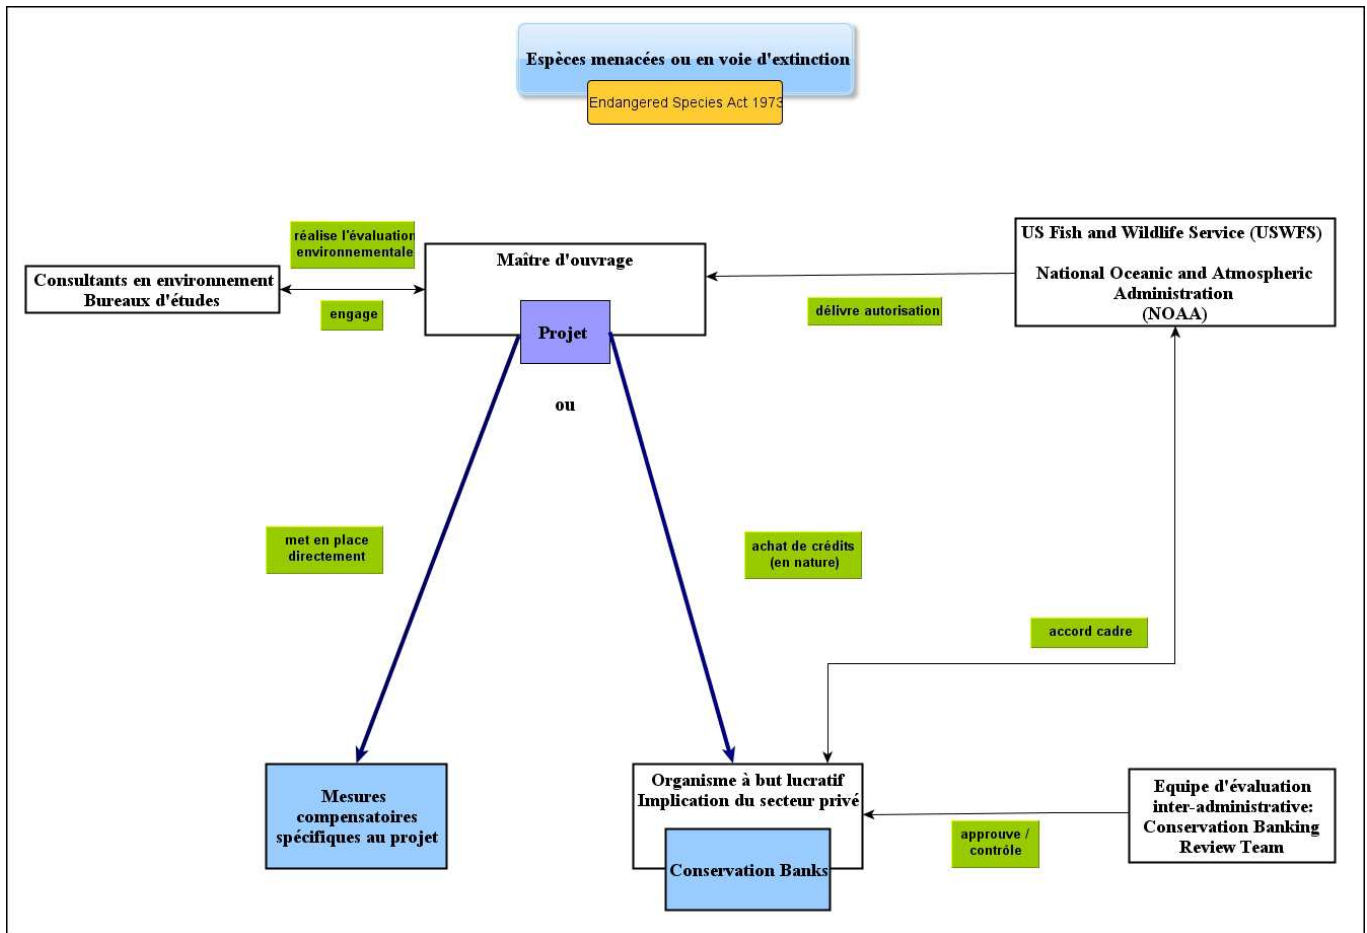 Espèces menacées ou en voie d'extinction
Endangered Species Act 1973
réalise l'évaluation
environnementale
Consultants en environnement
Bureaux d'études
engage
Maître d'ouvrage
Projet
ou
délivre autorisation
US Fish and Wildlife Service (USWFS)
National Oceanic and Atmospheric
Administration
(NOAA)
met en place
directement
achat de crédits
(en nature)
accord cadre
Mesures
compensatoires
spécifiques au projet
Organisme à but lucratif
Implication du secteur privé
Conservation Banks
approuve /
contrôle
Equipe d'évaluation
inter-administrative:
Conservation Banking
Review Team